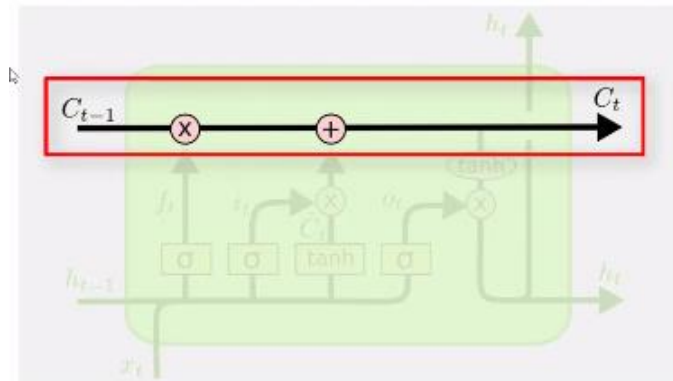 h_t
C_{t-1} x + C_t
tanh
f_t i_t x o_t x
C̃_t
σ σ tanh σ
h_{t-1} h_t
x_t